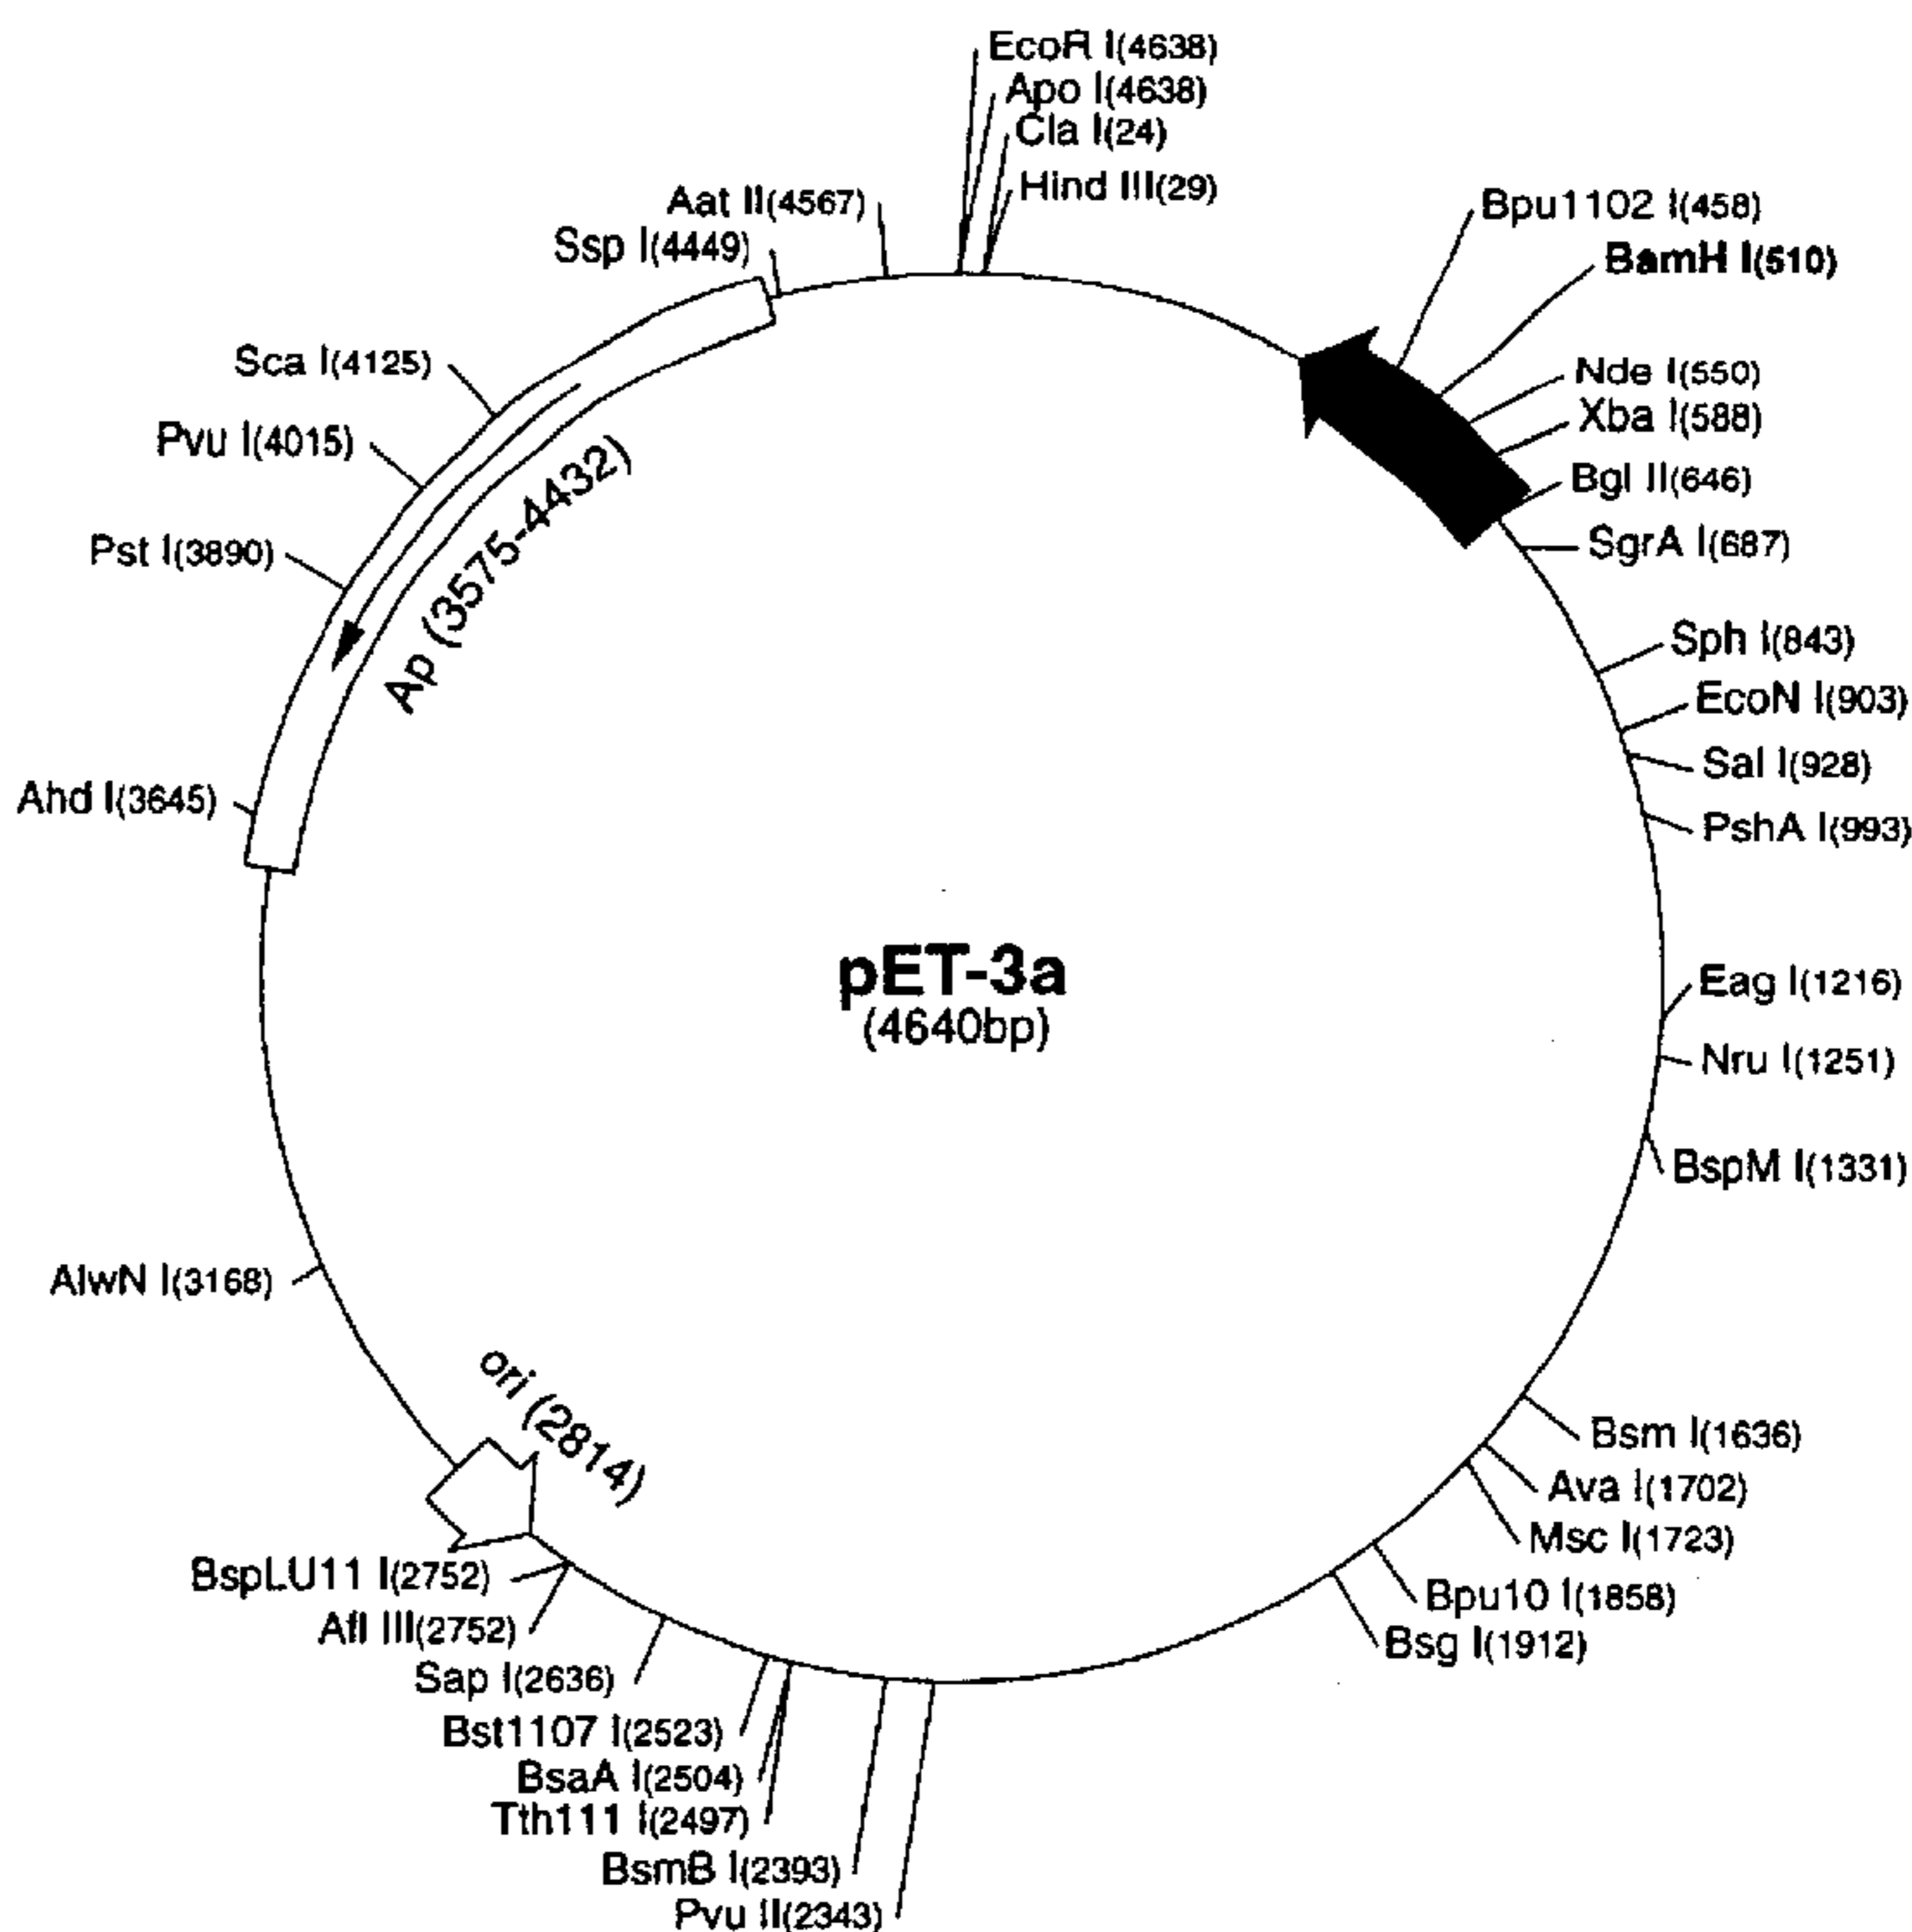 EcoR I(4638)
Apo I(4638)
Cla I(24)
Hind III(29)
Aat II(4567)
Ssp I(4449)
Sca I(4125)
Pvu I(4015)
Pst I(3890)
Ahd I(3645)
AlwN I(3168)
Ap (3575-4432)
Bpu1102 I(458)
BamH I(510)
Nde I(550)
Xba I(588)
Bgl II(646)
SgrA I(687)
Sph I(843)
EcoN I(903)
Sal I(928)
PshA I(993)
Eag I(1216)
Nru I(1251)
BspM I(1331)
pET-3a
(4640bp)
Bsm I(1636)
Ava I(1702)
Msc I(1723)
Bpu10 I(1858)
Bsg I(1912)
ori (2814)
BspLU11 I(2752)
Afl III(2752)
Sap I(2636)
Bst1107 I(2523)
BsaA I(2504)
Tth111 I(2497)
BsmB I(2393)
Pvu II(2343)